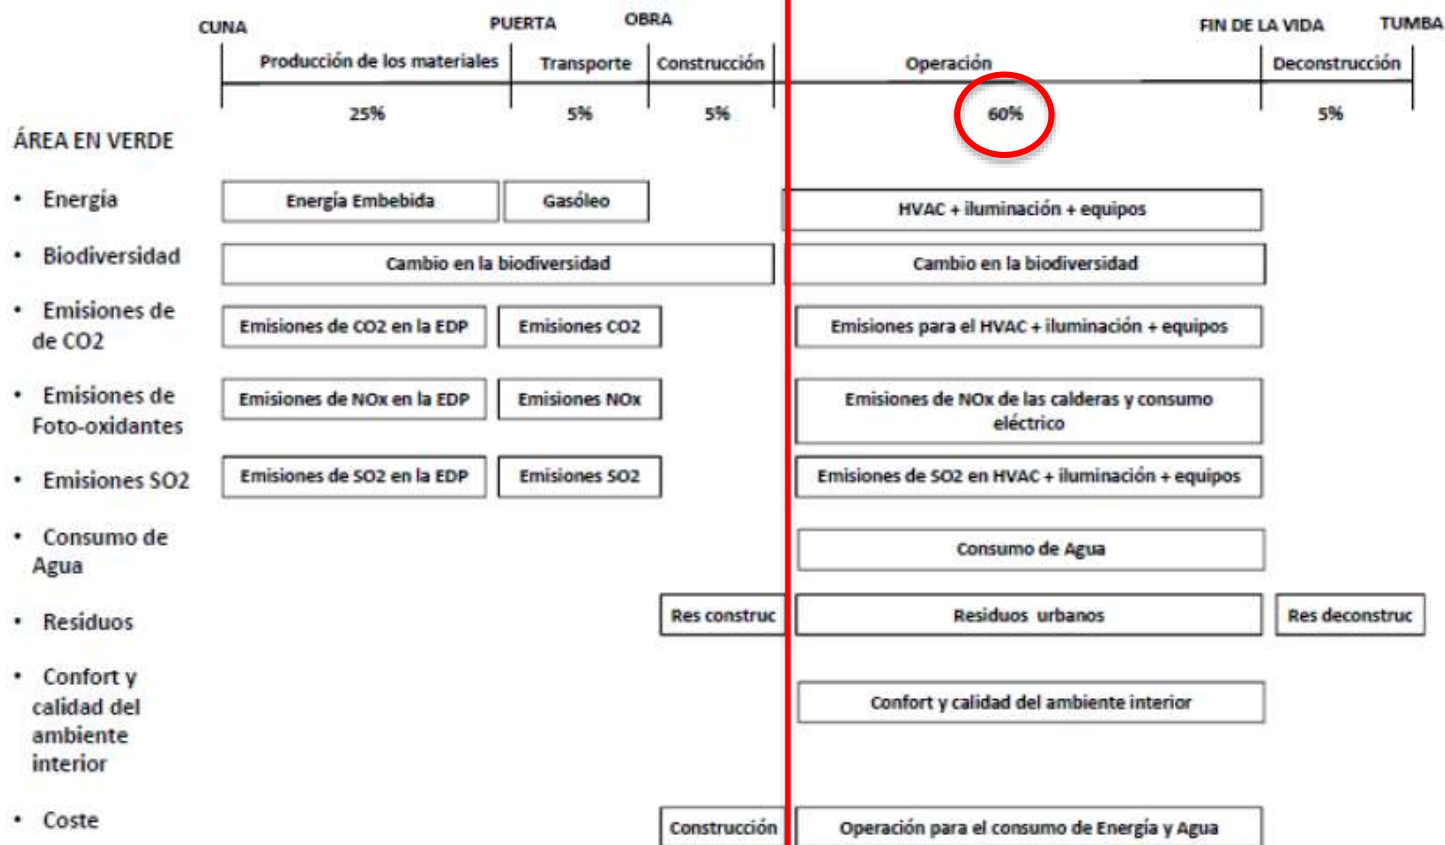 CUNA
PUERTA
OBRA
FIN DE LA VIDA
TUMBA
Producción de los materiales
Transporte
Construcción
Operación
Deconstrucción
25%
5%
5%
60%
5%
ÁREA EN VERDE
• Energía
Energía Embebida
Gasóleo
HVAC + iluminación + equipos
• Biodiversidad
Cambio en la biodiversidad
Cambio en la biodiversidad
• Emisiones de
de CO2
Emisiones de CO2 en la EDP
Emisiones CO2
Emisiones para el HVAC + iluminación + equipos
• Emisiones de
Foto-oxidantes
Emisiones de NOx en la EDP
Emisiones NOx
Emisiones de NOx de las calderas y consumo
eléctrico
• Emisiones SO2
Emisiones de SO2 en la EDP
Emisiones SO2
Emisiones de SO2 en HVAC + iluminación + equipos
• Consumo de
Agua
Consumo de Agua
• Residuos
Res construc
Residuos urbanos
Res deconstruc
• Confort y
calidad del
ambiente
interior
Confort y calidad del ambiente interior
• Coste
Construcción
Operación para el consumo de Energía y Agua